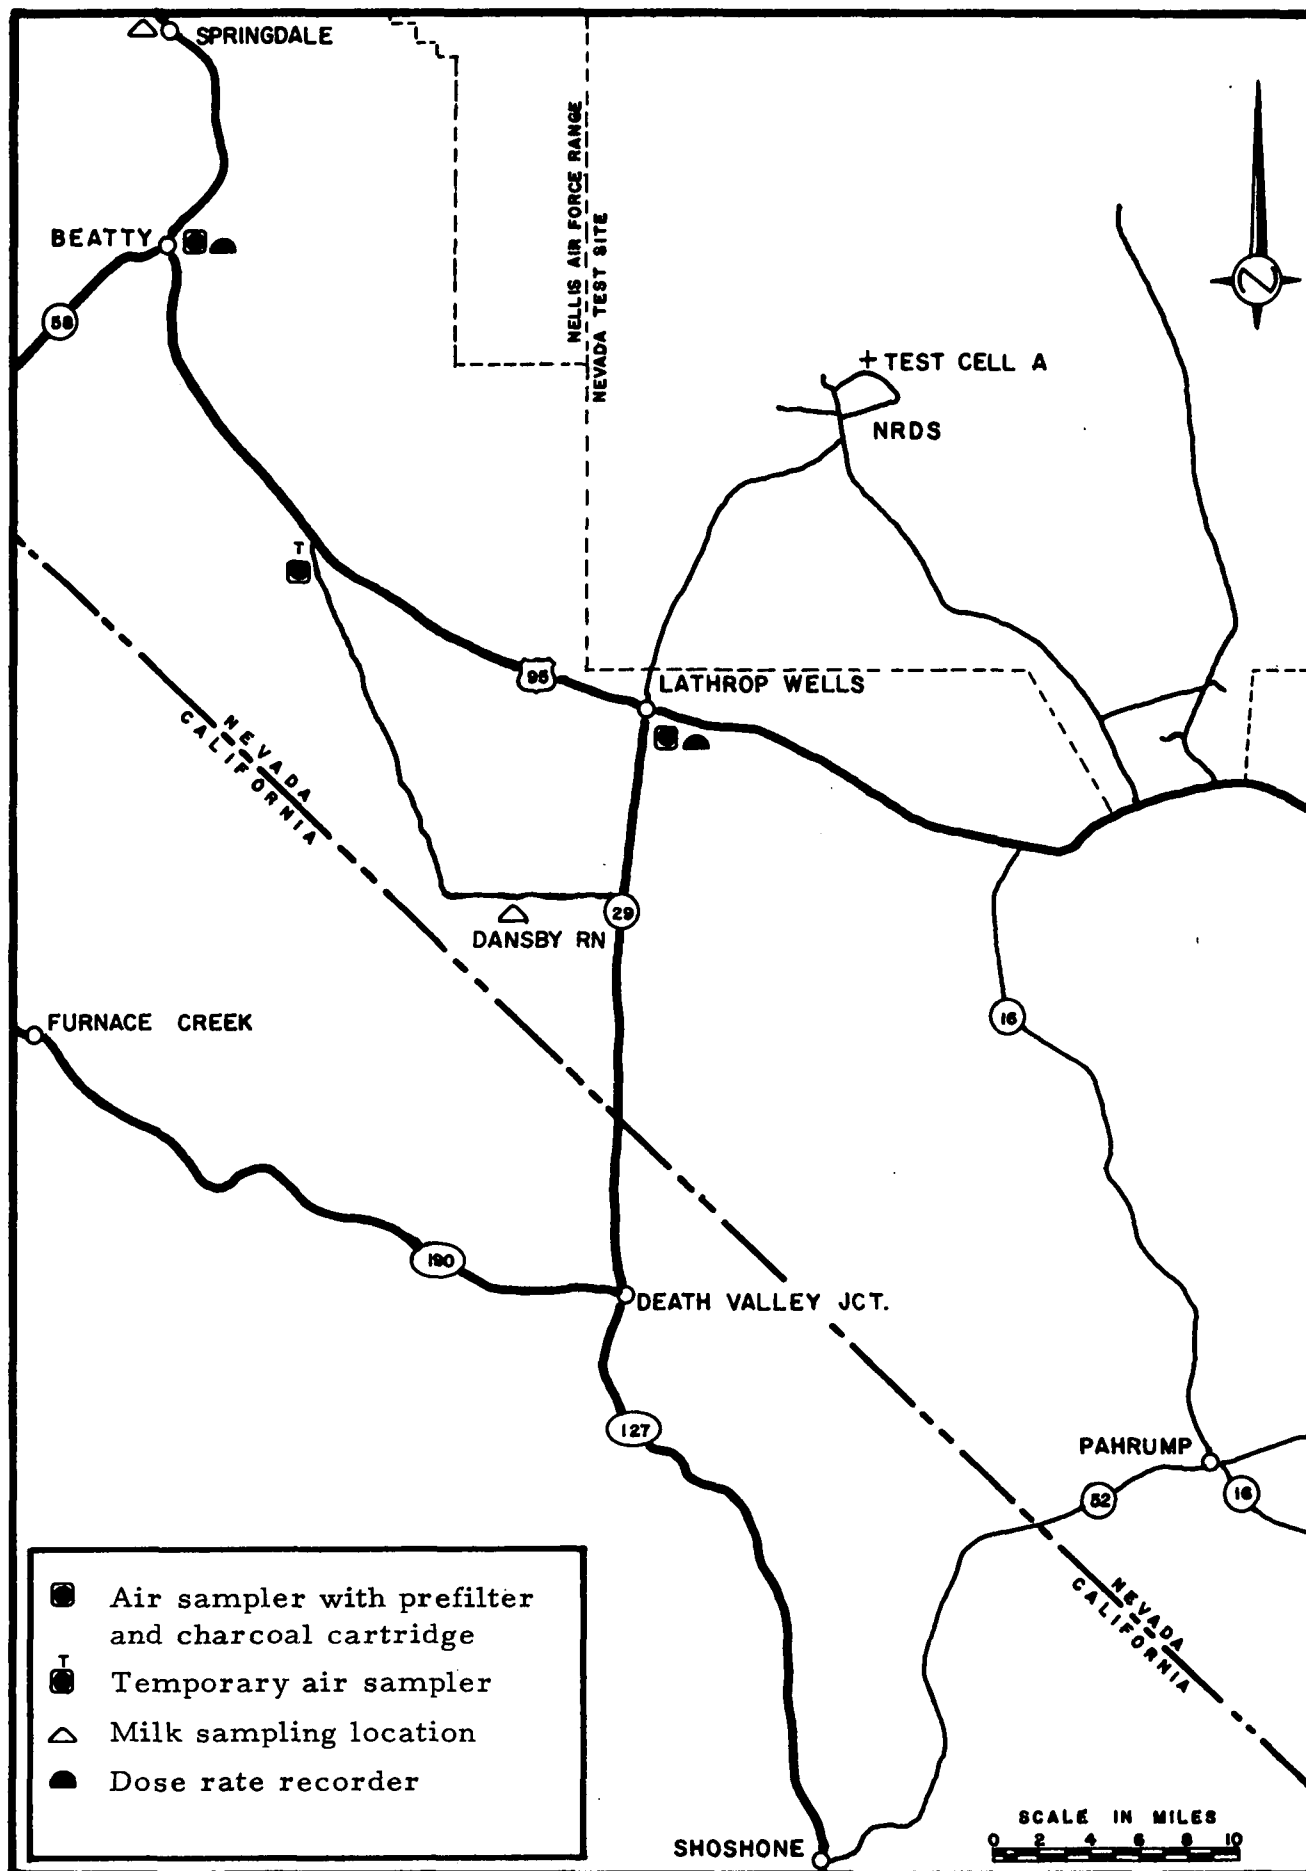 SPRINGDALE
NELLIS AIR FORCE RANGE
NEVADA TEST SITE
BEATTY
N
58
+ TEST CELL A
NRDS
T
95
LATHROP WELLS
NEVADA
CALIFORNIA
29
DANSBY RN
16
FURNACE CREEK
190
DEATH VALLEY JCT.
127
PAHRUMP
52
16
NEVADA
CALIFORNIA
Air sampler with prefilter
and charcoal cartridge
T
Temporary air sampler
Milk sampling location
Dose rate recorder
SCALE IN MILES
0 2 4 6 8 10
SHOSHONE